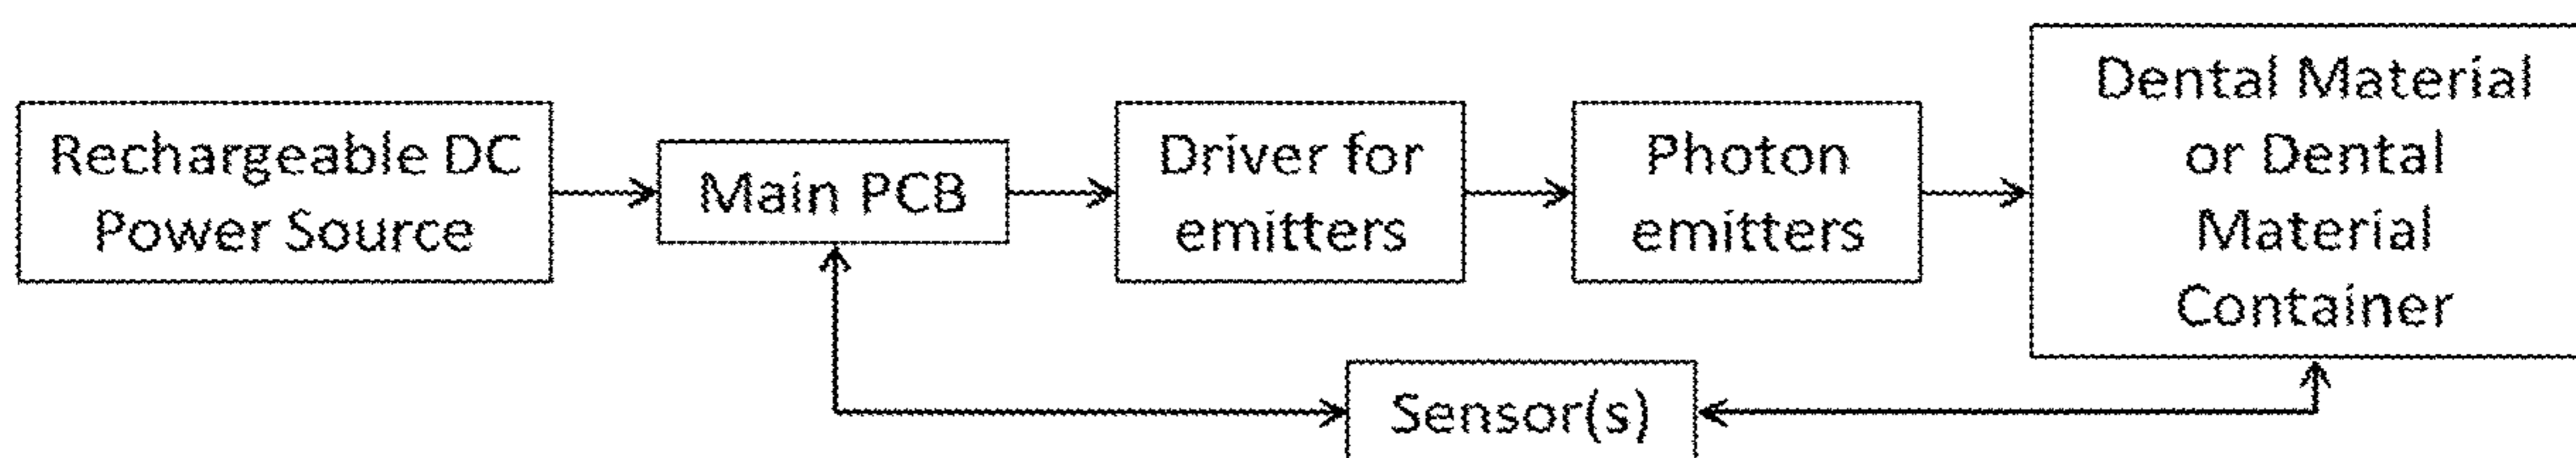 Rechargeable DC
Power Source
Main PCB
Driver for
emitters
Photon
emitters
Dental Material
or Dental
Material
Container
Sensor(s)